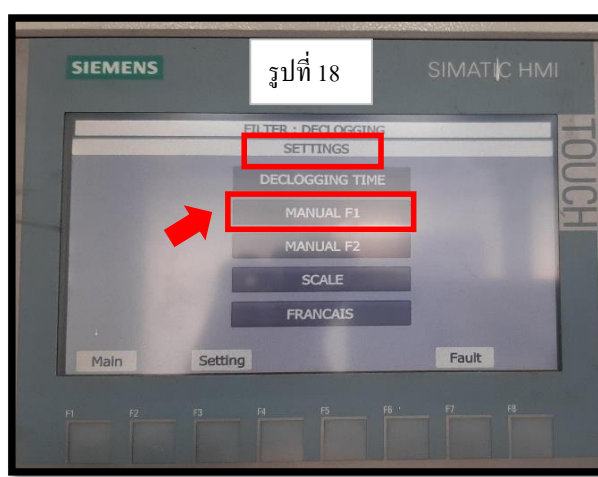 SIEMENS
รูปที่ 18
SIMATIC HMI
TOUCH
FILTER : DECLOGGING
SETTINGS
DECLOGGING TIME
MANUAL F1
MANUAL F2
SCALE
FRANCAIS
Main Setting Fault
F1 F2 F3 F4 F5 F6 F7 F8